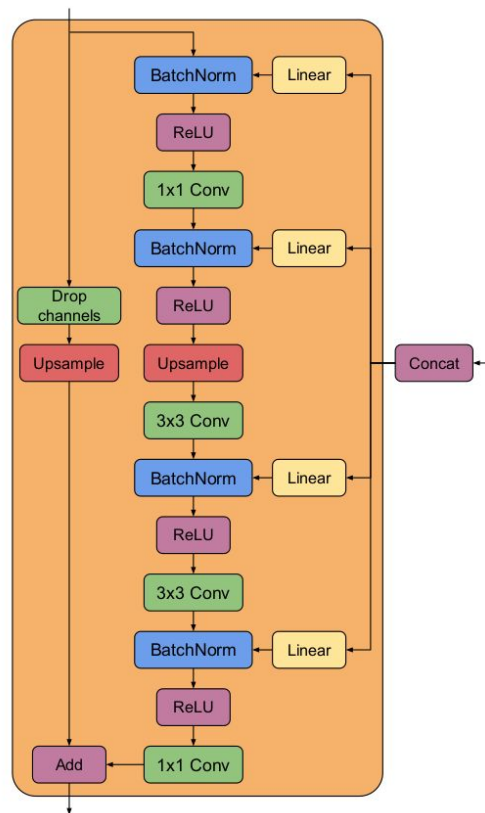 BatchNorm
Linear
ReLU
1x1 Conv
BatchNorm
Linear
ReLU
Drop
channels
Upsample
Upsample
Concat
3x3 Conv
BatchNorm
Linear
ReLU
3x3 Conv
BatchNorm
Linear
ReLU
Add
1x1 Conv